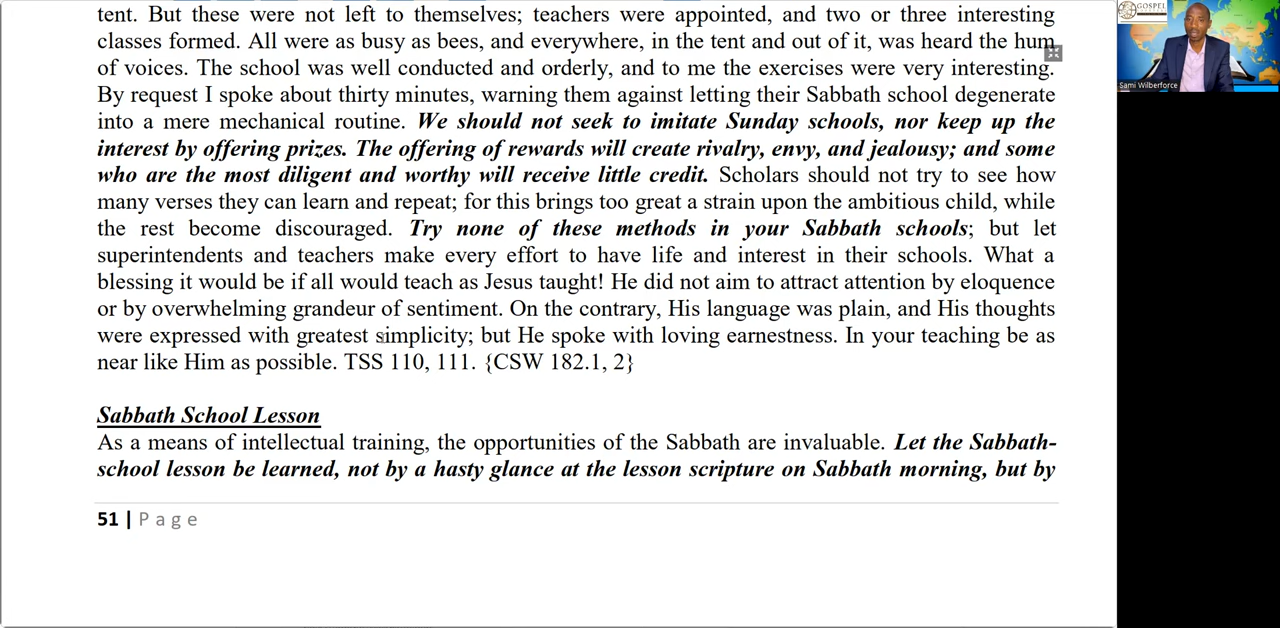 tent. But these were not left to themselves; teachers were appointed, and two or three interesting
classes formed. All were as busy as bees, and everywhere, in the tent and out of it, was heard the hum
of voices. The school was well conducted and orderly, and to me the exercises were very interesting.
By request I spoke about thirty minutes, warning them against letting their Sabbath school degenerate
into a mere mechanical routine. We should not seek to imitate Sunday schools, nor keep up the
interest by offering prizes. The offering of rewards will create rivalry, envy, and jealousy; and some
who are the most diligent and worthy will receive little credit. Scholars should not try to see how
many verses they can learn and repeat; for this brings too great a strain upon the ambitious child, while
the rest become discouraged. Try none of these methods in your Sabbath schools; but let
superintendents and teachers make every effort to have life and interest in their schools. What a
blessing it would be if all would teach as Jesus taught! He did not aim to attract attention by eloquence
or by overwhelming grandeur of sentiment. On the contrary, His language was plain, and His thoughts
were expressed with greatest simplicity; but He spoke with loving earnestness. In your teaching be as
near like Him as possible. TSS 110, 111. {CSW 182.1, 2}
Sabbath School Lesson
As a means of intellectual training, the opportunities of the Sabbath are invaluable. Let the Sabbath-
school lesson be learned, not by a hasty glance at the lesson scripture on Sabbath morning, but by
51 | Page
GOSPEL
Sami Wilberforce